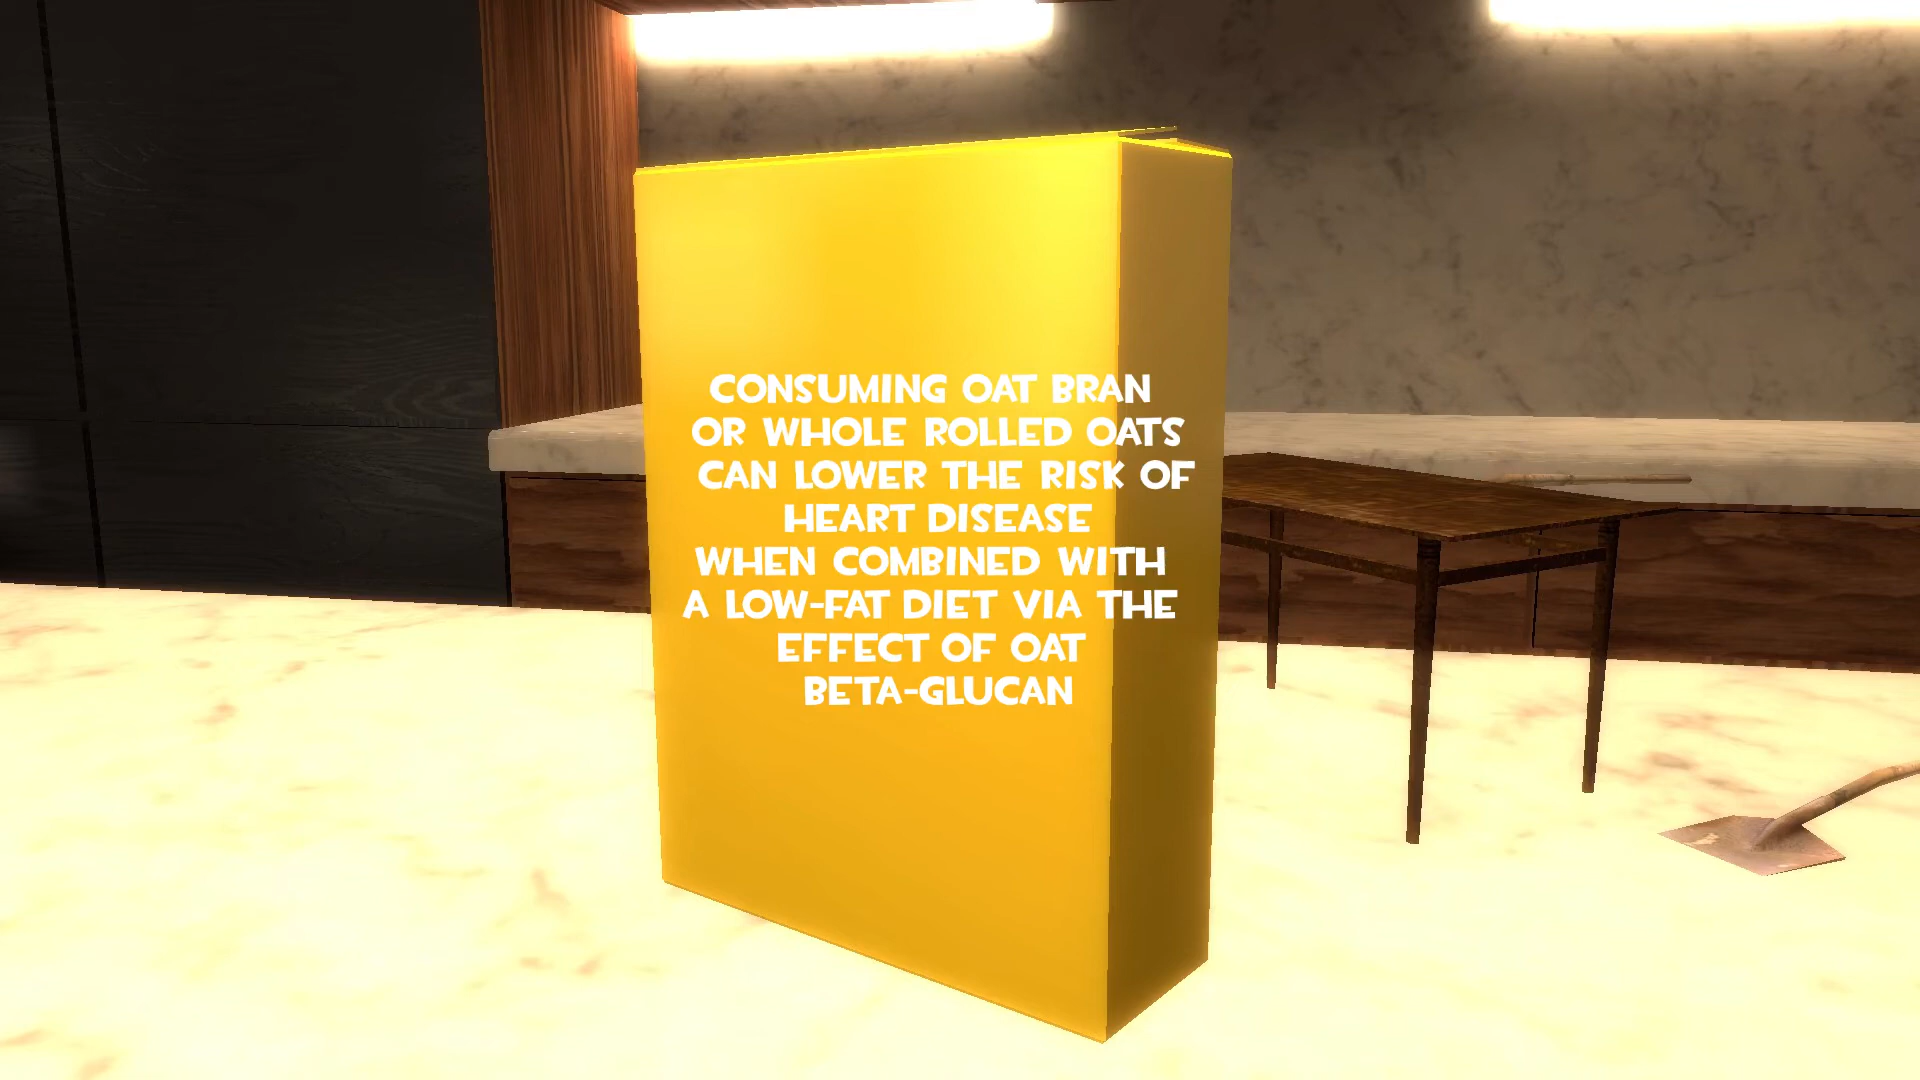 CONSUMING OAT BRAN
OR WHOLE ROLLED OATS
CAN LOWER THE RISK OF
HEART DISEASE
WHEN COMBINED WITH
A LOW-FAT DIET VIA THE
EFFECT OF OAT
BETA-GLUCAN